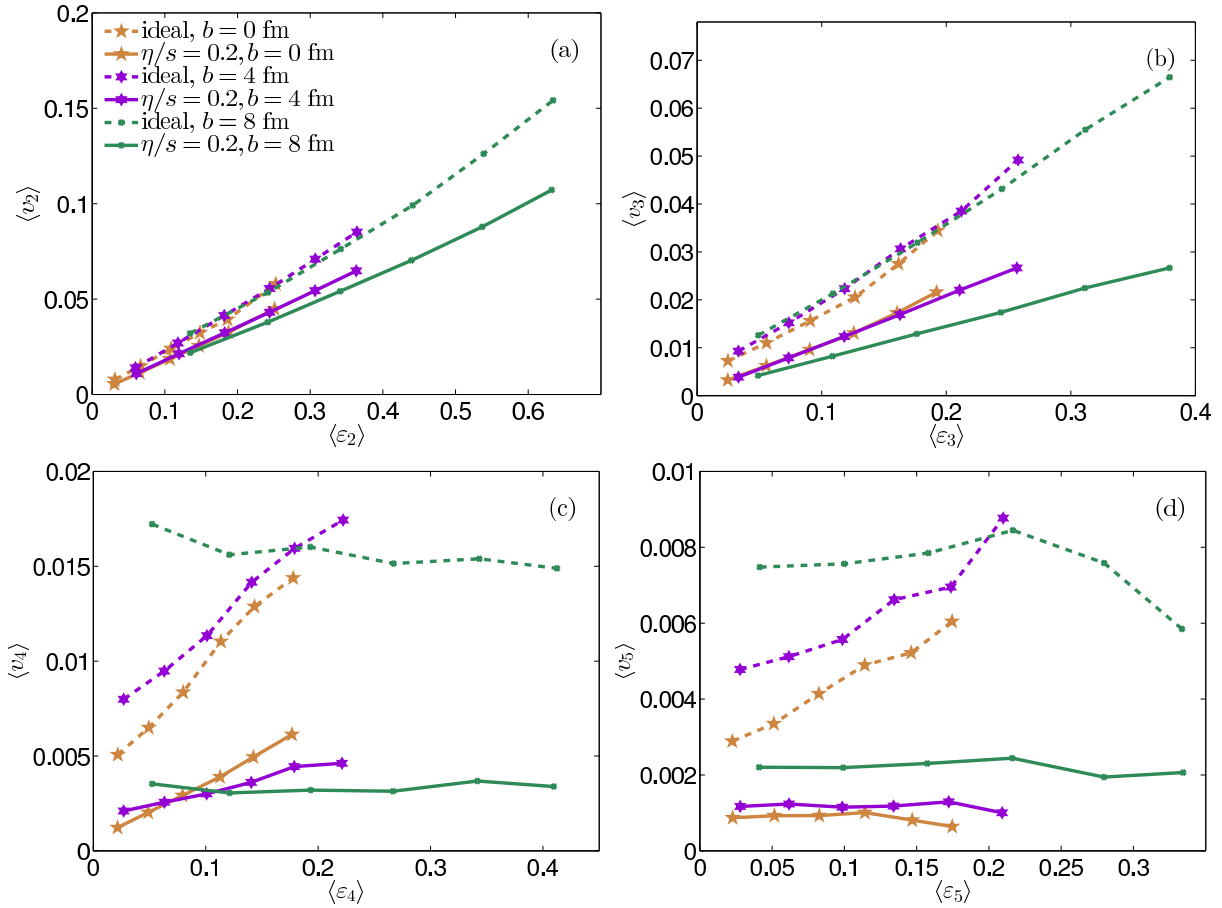 0.2
0.15
0.1
0.05
0
⟨v₂⟩
ideal, b = 0 fm
η/s = 0.2, b = 0 fm
ideal, b = 4 fm
η/s = 0.2, b = 4 fm
ideal, b = 8 fm
η/s = 0.2, b = 8 fm
(a)
0 0.1 0.2 0.3 0.4 0.5 0.6
⟨ε₂⟩
0.07
0.06
0.05
0.04
0.03
0.02
0.01
0
⟨v₃⟩
(b)
0 0.1 0.2 0.3 0.4
⟨ε₃⟩
0.02
0.015
0.01
0.005
0
⟨v₄⟩
(c)
0 0.1 0.2 0.3 0.4
⟨ε₄⟩
0.01
0.008
0.006
0.004
0.002
0
⟨v₅⟩
(d)
0 0.05 0.1 0.15 0.2 0.25 0.3
⟨ε₅⟩